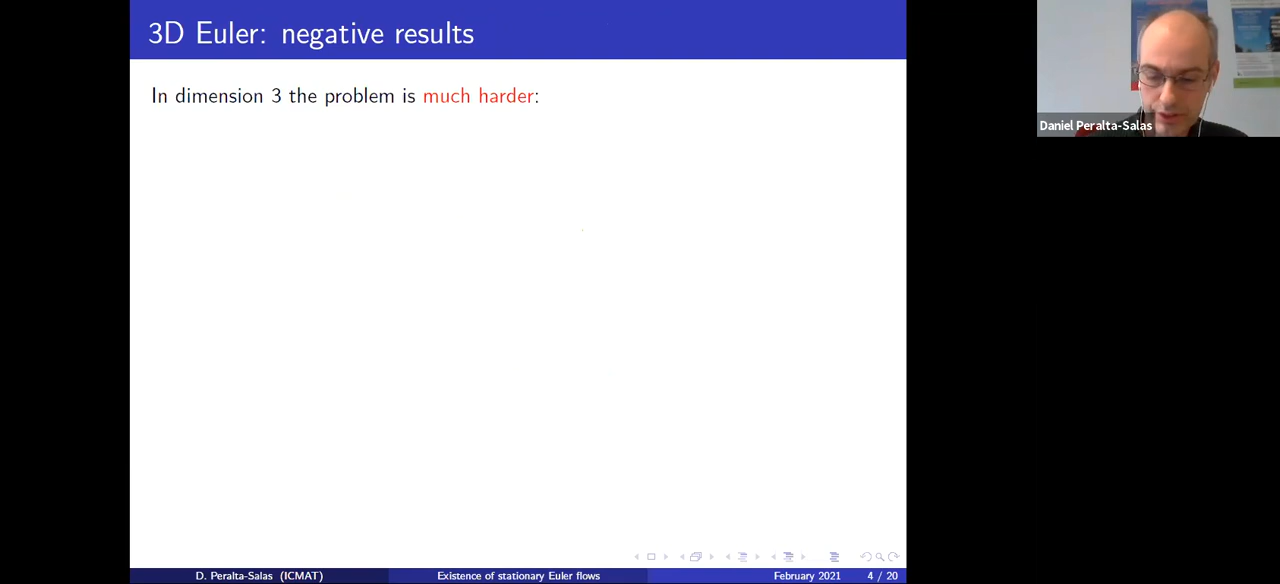 3D Euler: negative results
In dimension 3 the problem is much harder:
Daniel Peralta-Salas
D. Peralta-Salas (ICMAT) Existence of stationary Euler flows February 2021 4 / 20